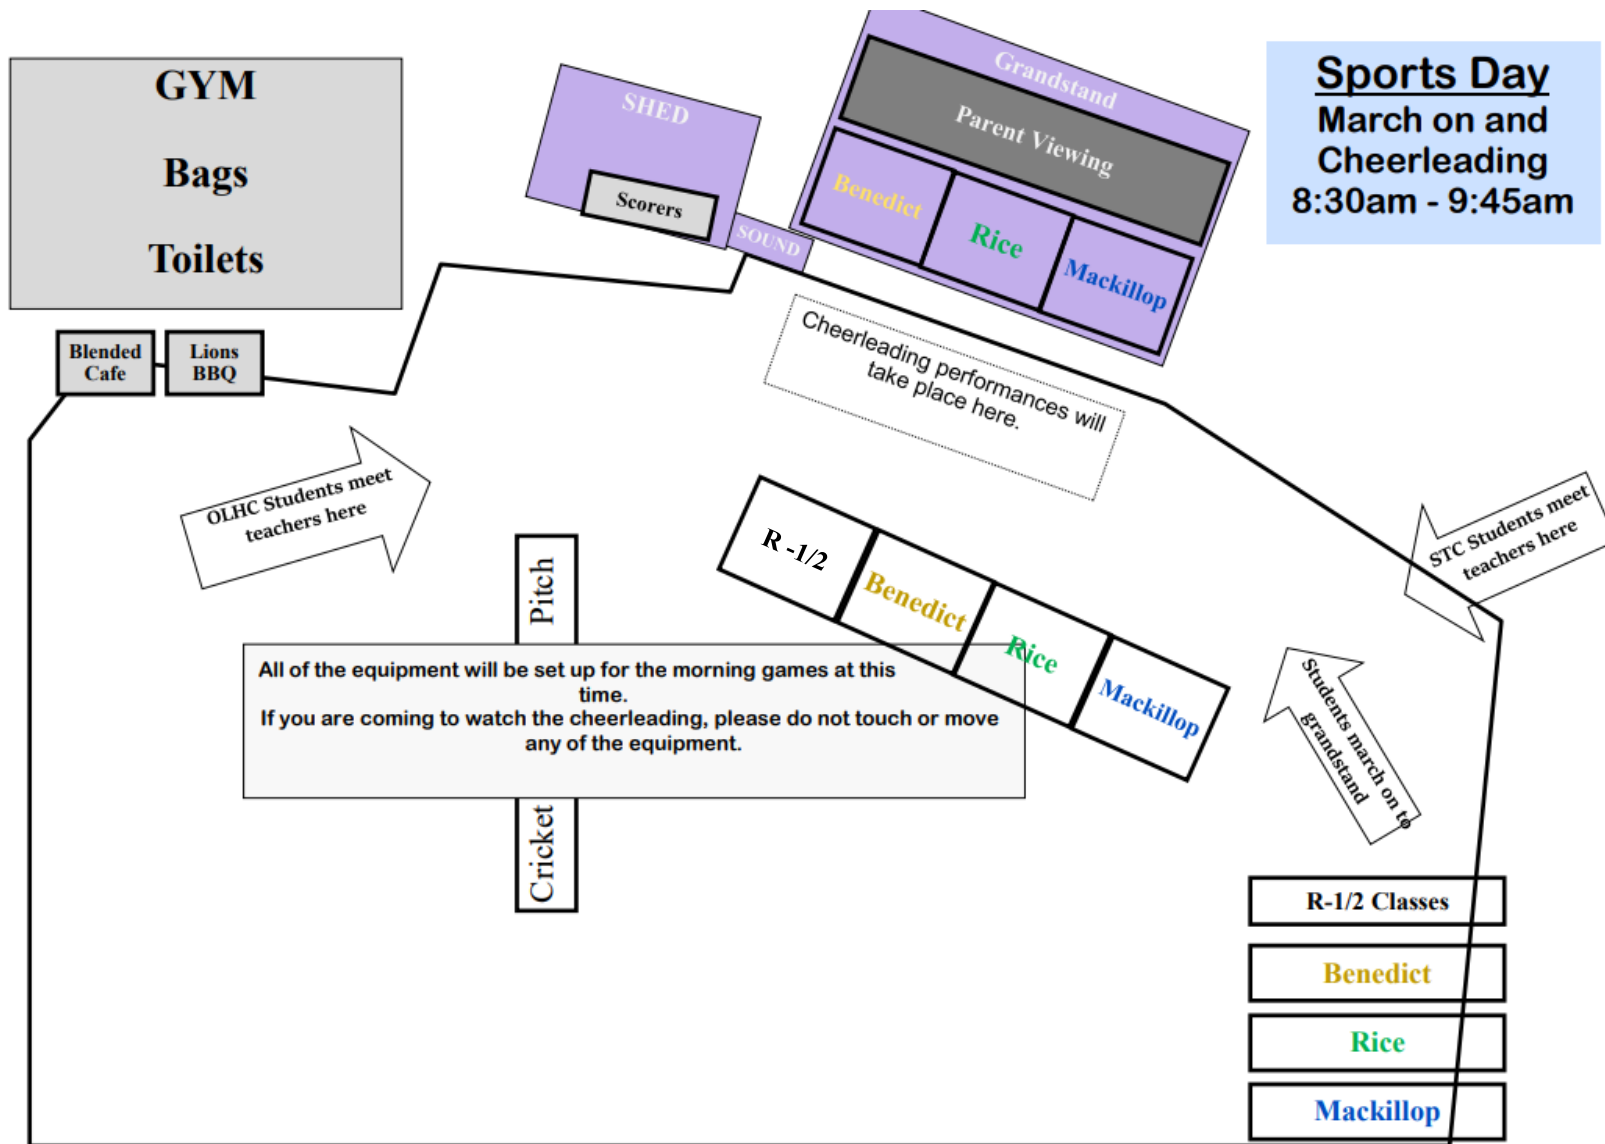 GYM
Bags
Toilets
SHED
Scorers
SOUND
Grandstand
Parent Viewing
Benedict
Rice
Mackillop
Sports Day
March on and
Cheerleading
8:30am - 9:45am
Blended
Cafe
Lions
BBQ
Cheerleading performances will
take place here.
OLHC Students meet
teachers here
STC Students meet
teachers here
R -1/2
Benedict
Rice
Mackillop
Cricket Pitch
All of the equipment will be set up for the morning games at this
time.
If you are coming to watch the cheerleading, please do not touch or move
any of the equipment.
Students march on to
grandstand
R-1/2 Classes
Benedict
Rice
Mackillop